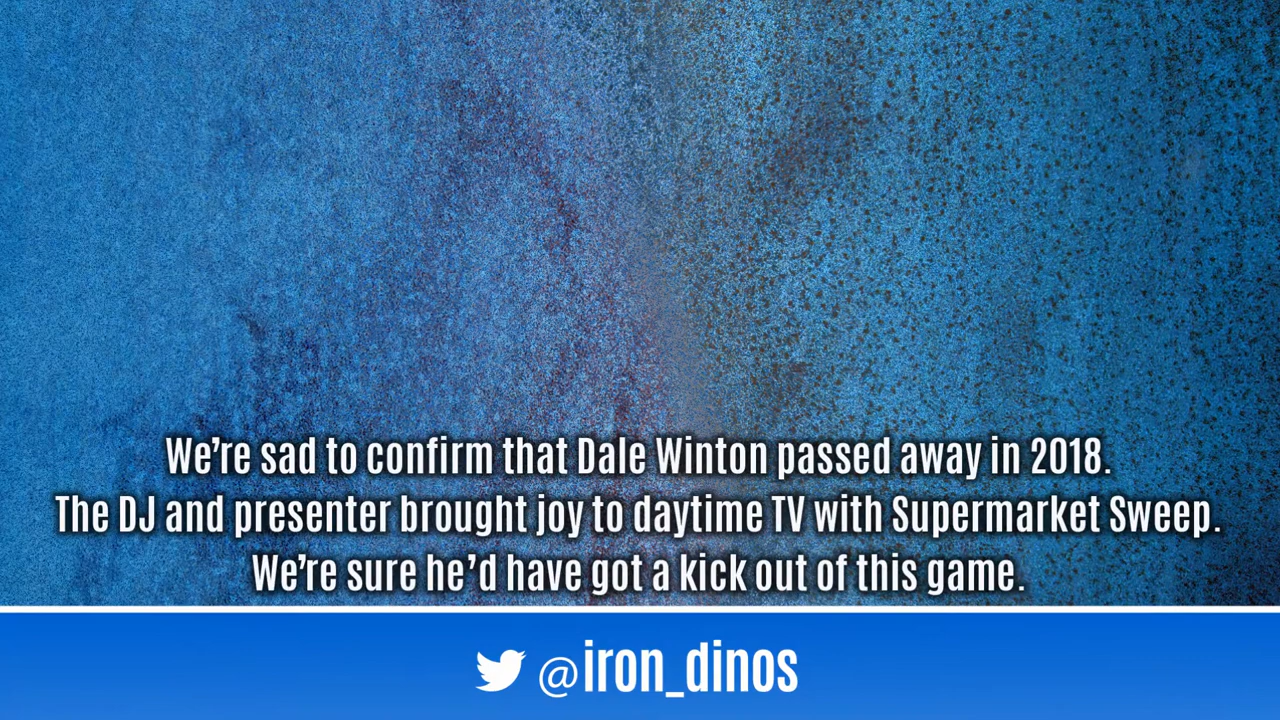 We’re sad to confirm that Dale Winton passed away in 2018.
The DJ and presenter brought joy to daytime TV with Supermarket Sweep.
We’re sure he’d have got a kick out of this game.
@iron_dinos